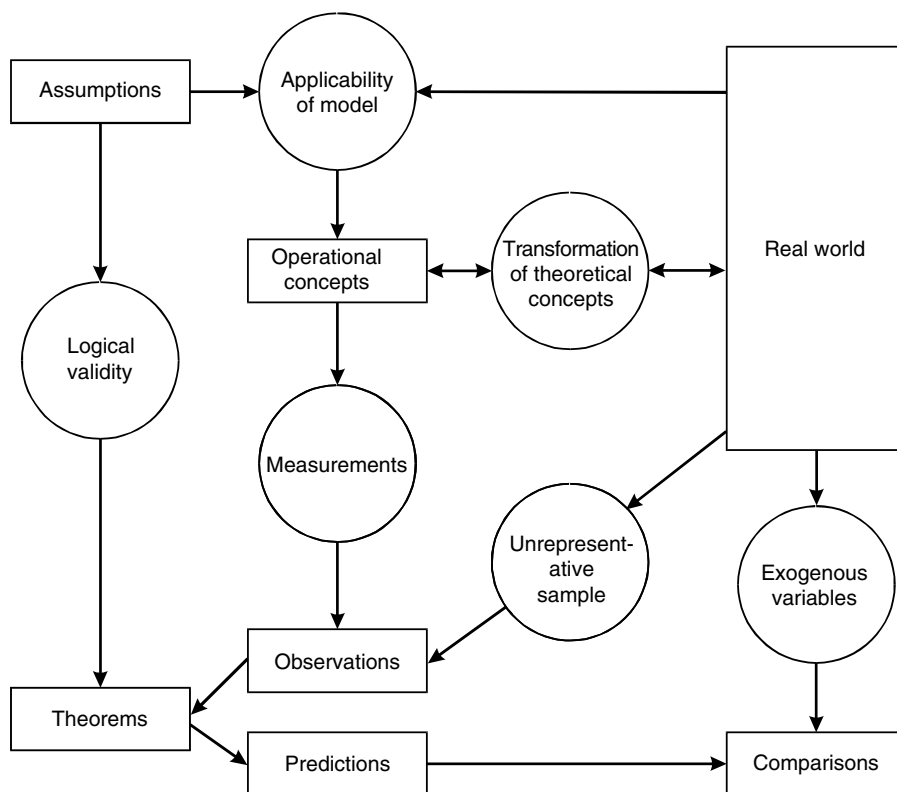 Assumptions
Applicability
of model
Real world
Operational
concepts
Transformation
of theoretical
concepts
Logical
validity
Measurements
Unrepresent-
ative
sample
Exogenous
variables
Observations
Theorems
Predictions
Comparisons